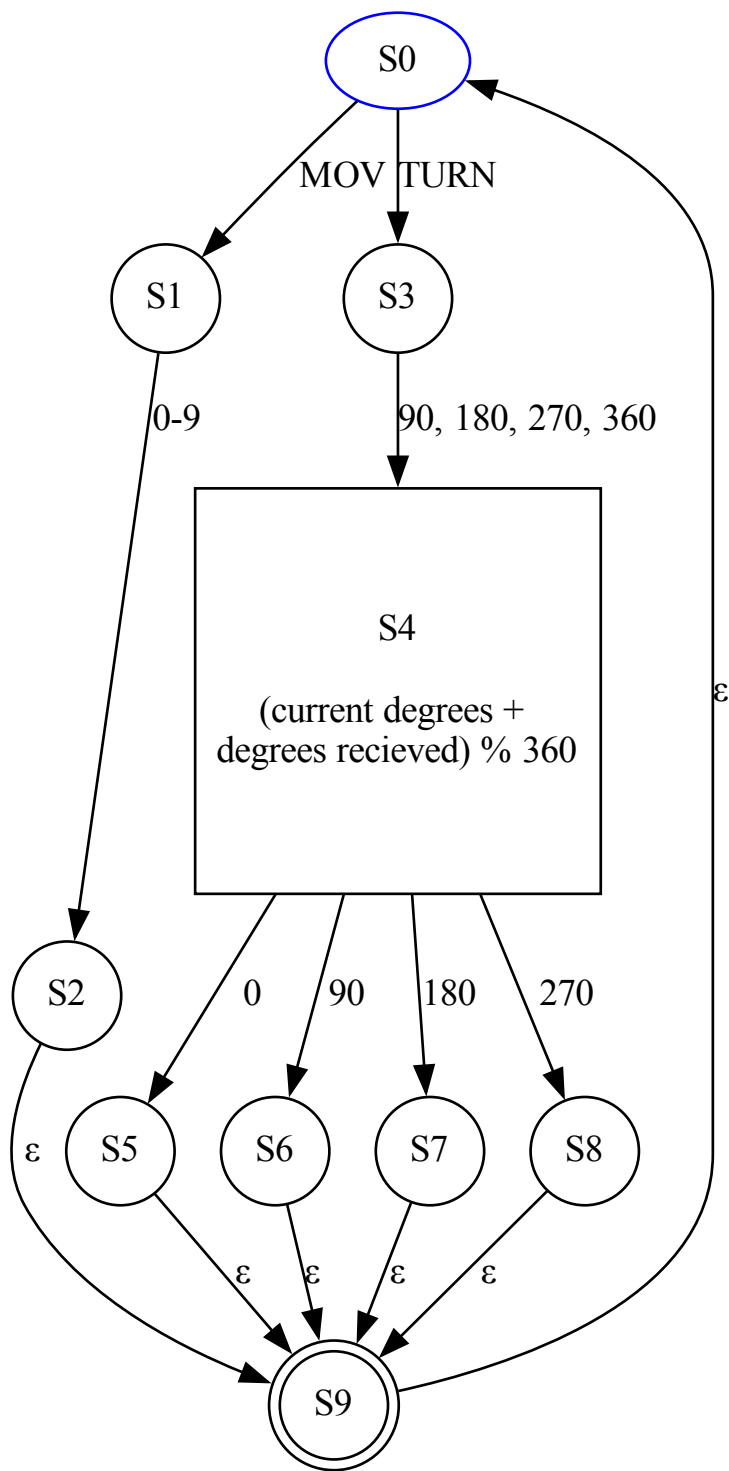 S0
MOV TURN
S1
S3
0-9
90, 180, 270, 360
S4
(current degrees +
degrees recieved) % 360
ε
S2
0
90
180
270
ε
S5
S6
S7
S8
ε
ε
ε
ε
S9